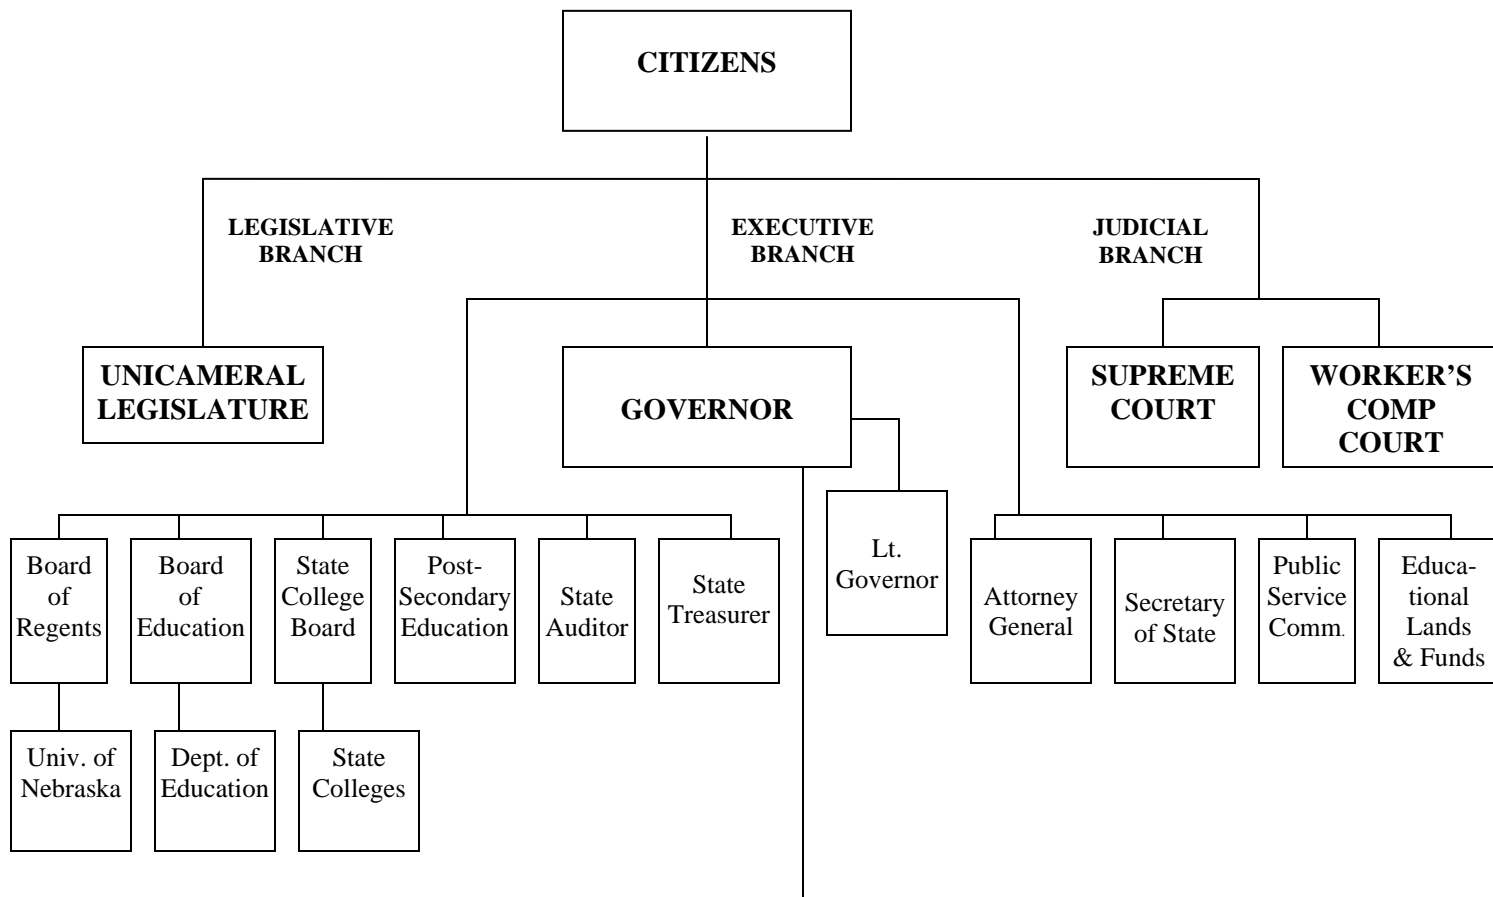 CITIZENS
LEGISLATIVE
BRANCH
EXECUTIVE
BRANCH
JUDICIAL
BRANCH
UNICAMERAL
LEGISLATURE
GOVERNOR
SUPREME
COURT
WORKER'S
COMP
COURT
Lt.
Governor
Board
of
Regents
Board
of
Education
State
College
Board
Post-
Secondary
Education
State
Auditor
State
Treasurer
Attorney
General
Secretary
of State
Public
Service
Comm.
Educa-
tional
Lands
& Funds
Univ. of
Nebraska
Dept. of
Education
State
Colleges